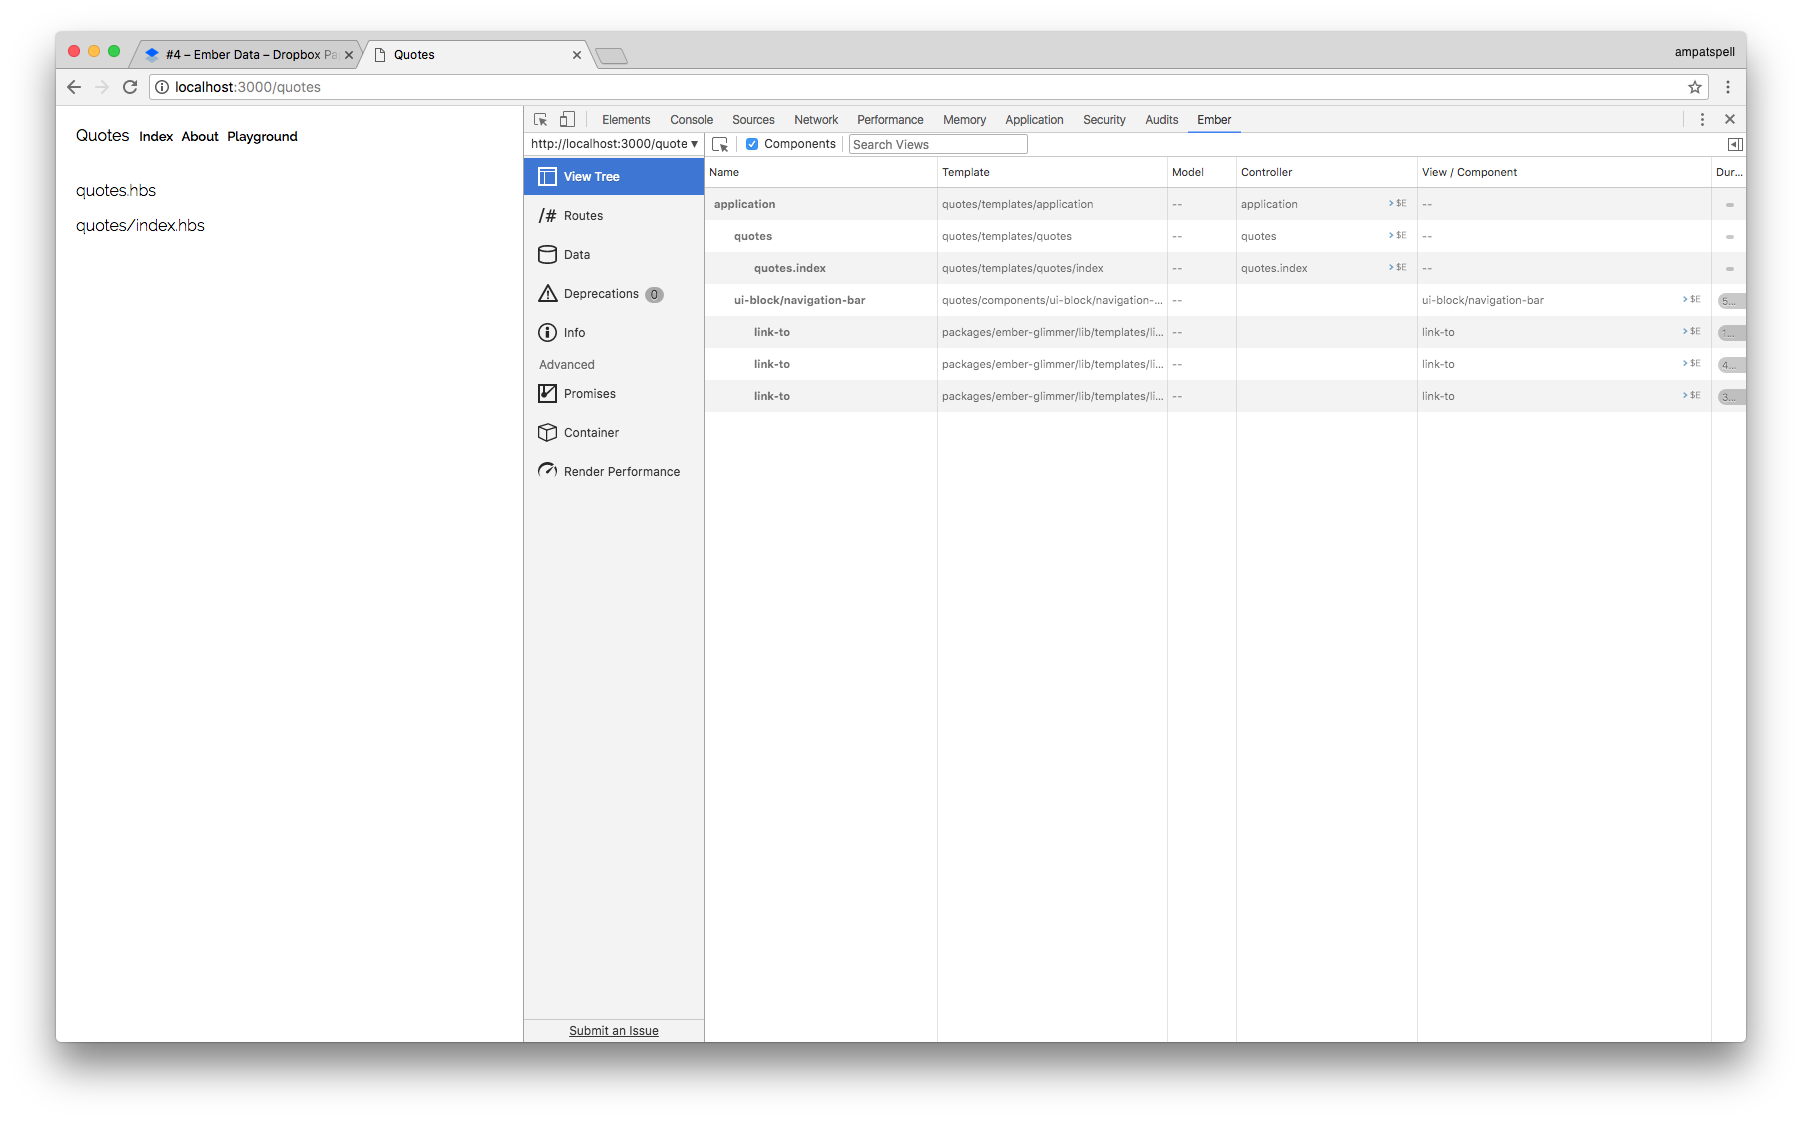 #4 – Ember Data – Dropbox Pa
Quotes
ampatspell
localhost:3000/quotes
Quotes Index About Playground
quotes.hbs
quotes/index.hbs
Elements Console Sources Network Performance Memory Application Security Audits Ember
http://localhost:3000/quote ▼
Components
Search Views
View Tree
/# Routes
Data
Deprecations 0
Info
Advanced
Promises
Container
Render Performance
Submit an Issue
Name Template Model Controller View / Component Dur...
application quotes/templates/application -- application > $E --
quotes quotes/templates/quotes -- quotes > $E --
quotes.index quotes/templates/quotes/index -- quotes.index > $E --
ui-block/navigation-bar quotes/components/ui-block/navigation-... -- ui-block/navigation-bar > $E 5...
link-to packages/ember-glimmer/lib/templates/li... -- link-to > $E 1...
link-to packages/ember-glimmer/lib/templates/li... -- link-to > $E 4...
link-to packages/ember-glimmer/lib/templates/li... -- link-to > $E 3...